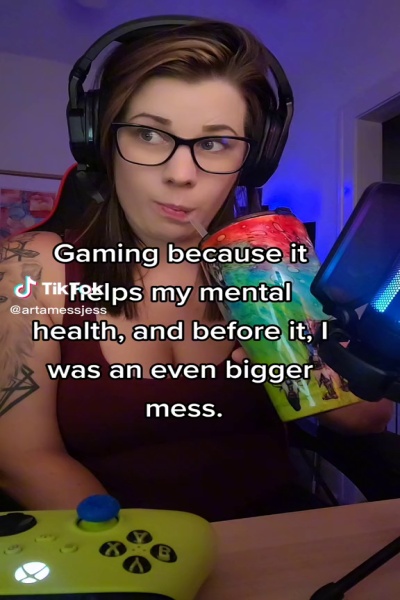 Gaming because it
TikTok
helps my mental
@artamessjess
health, and before it, I
was an even bigger
mess.
X
Y
B
A